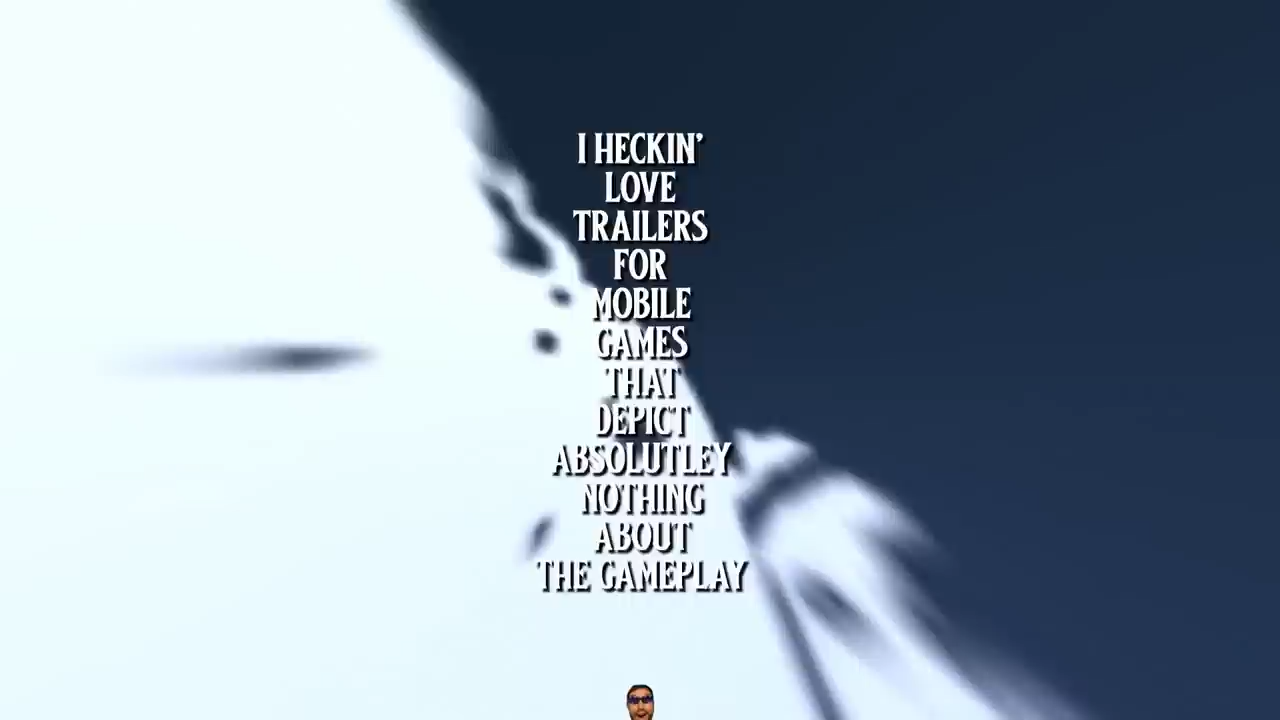 I HECKIN'
LOVE
TRAILERS
FOR
MOBILE
GAMES
THAT
DEPICT
ABSOLUTLEY
NOTHING
ABOUT
THE GAMEPLAY